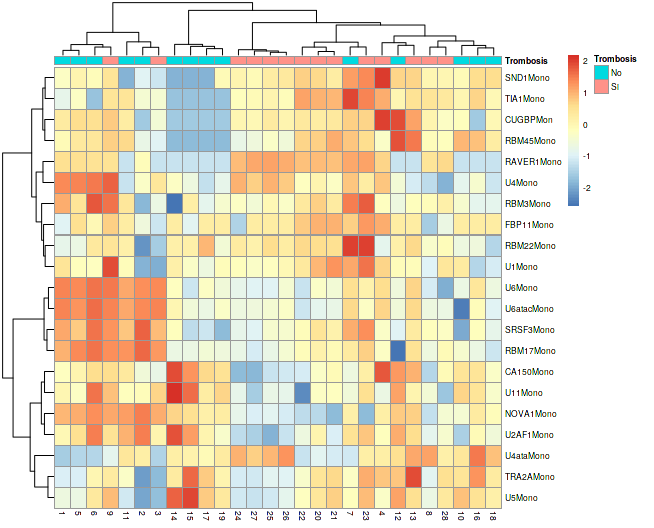 Trombosis
SND1Mono
TIA1Mono
CUGBPMon
RBM45Mono
RAVER1Mono
U4Mono
RBM3Mono
FBP11Mono
RBM22Mono
U1Mono
U6Mono
U6atacMono
SRSF3Mono
RBM17Mono
CA150Mono
U11Mono
NOVA1Mono
U2AF1Mono
U4ataMono
TRA2AMono
U5Mono
1 5 6 9 11 2 3 14 15 17 19 24 27 25 26 22 20 21 7 23 4 12 13 8 28 10 16 18
2
1
0
-1
-2
Trombosis
No
SI